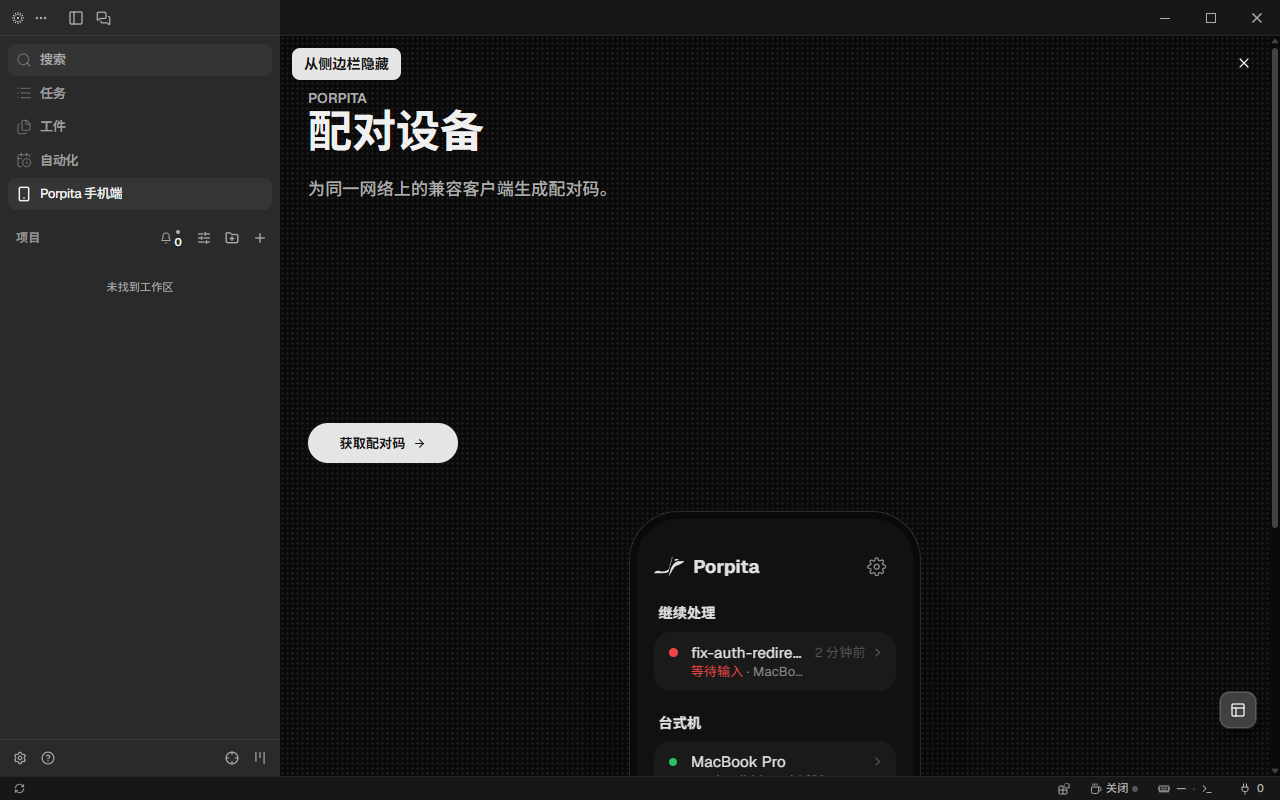 搜索
任务
工件
自动化
Porpita 手机端
项目
0
未找到工作区
从侧边栏隐藏
PORPITA
配对设备
为同一网络上的兼容客户端生成配对码。
获取配对码
Porpita
继续处理
fix-auth-redire... 2 分钟前
等待输入 · MacBo...
台式机
MacBook Pro
关闭
0